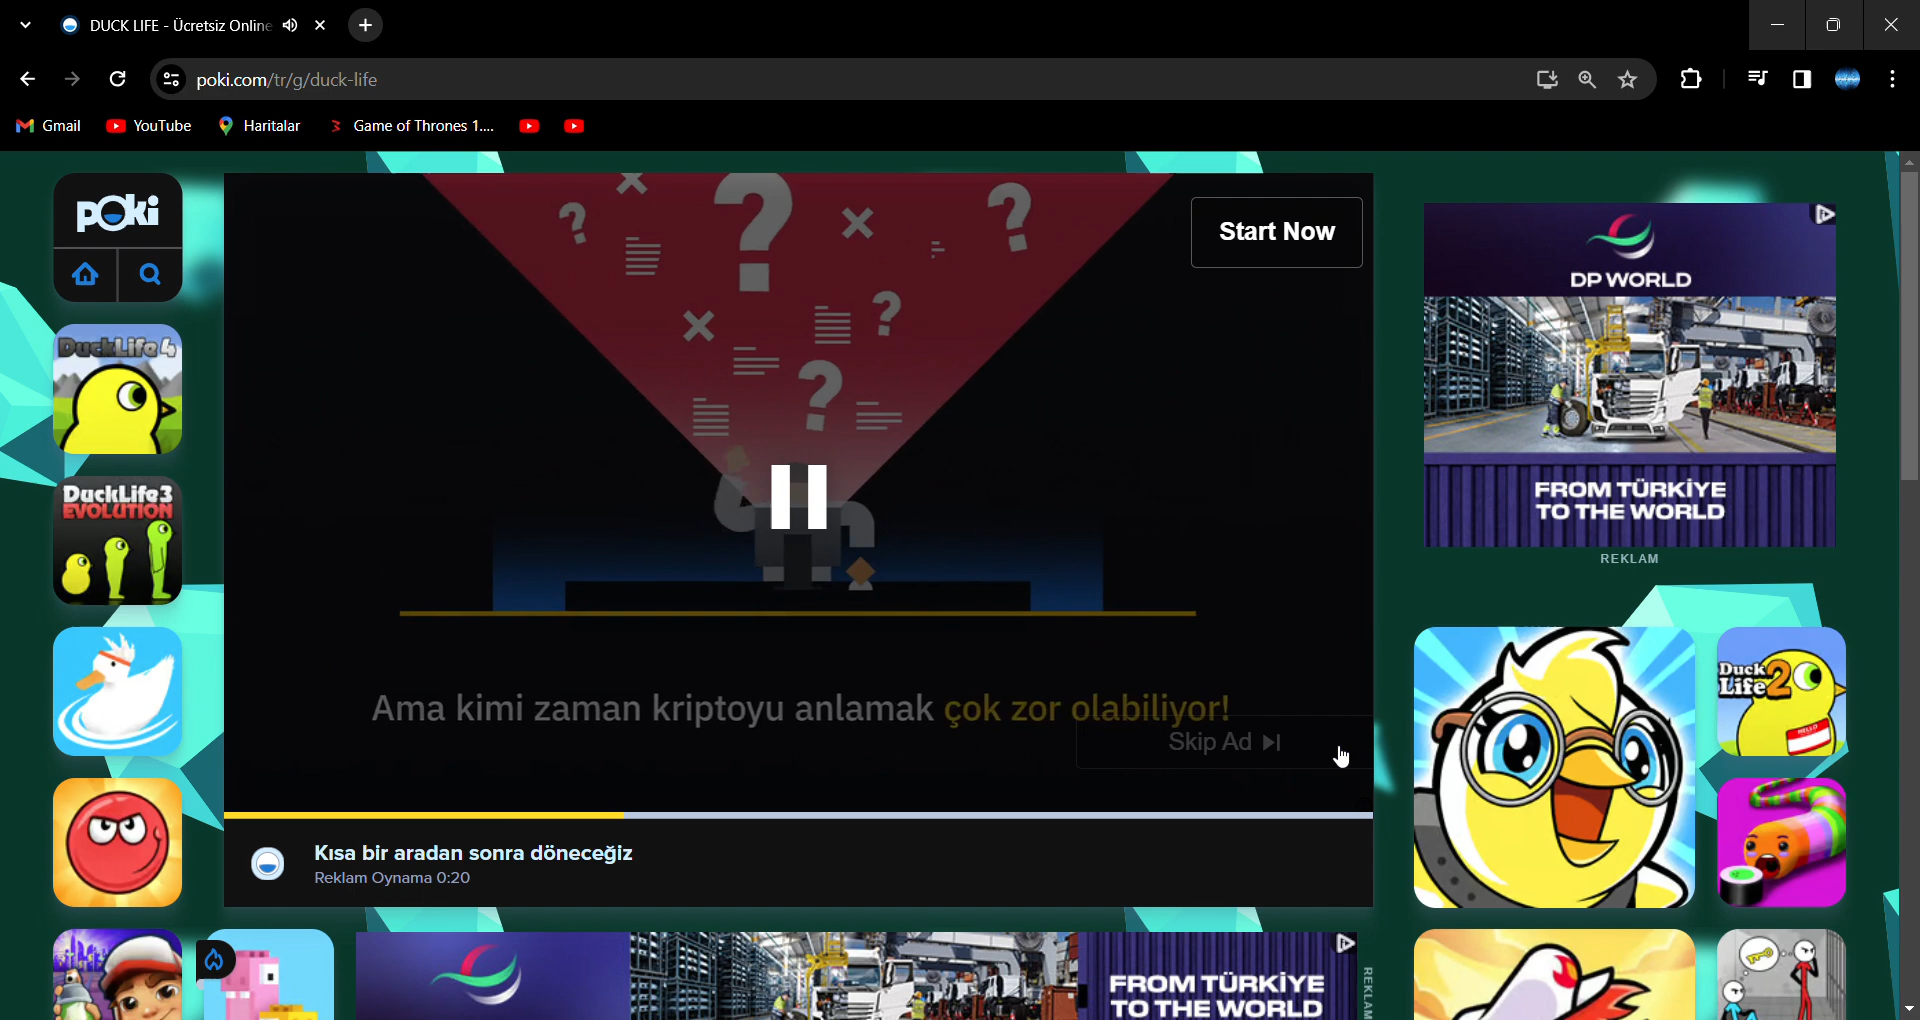 DUCK LIFE - Ücretsiz Online
poki.com/tr/g/duck-life
Gmail
YouTube
Haritalar
Game of Thrones 1....
poki
DuckLife4
DuckLife3
EVOLUTION
Start Now
Ama kimi zaman kriptoyu anlamak çok zor olabiliyor!
Skip Ad
Kısa bir aradan sonra döneceğiz
Reklam Oynama 0:20
DP WORLD
FROM TÜRKİYE
TO THE WORLD
REKLAM
Duck
Life2
HELLO
FROM TÜRKİYE
TO THE WORLD
REKLAM